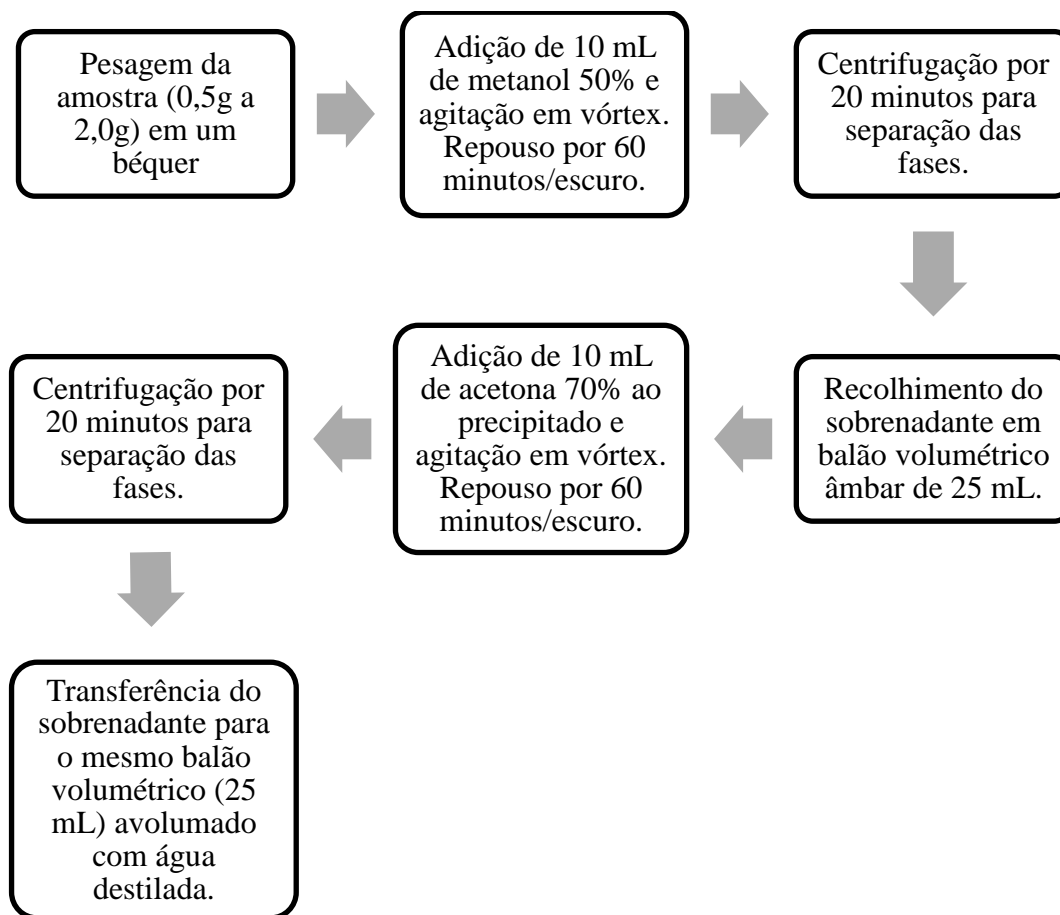 Pesagem da
amostra (0,5g a
2,0g) em um
béquer
Adição de 10 mL
de metanol 50% e
agitação em vórtex.
Repouso por 60
minutos/escuro.
Centrifugação por
20 minutos para
separação das
fases.
Recolhimento do
sobrenadante em
balão volumétrico
âmbar de 25 mL.
Adição de 10 mL
de acetona 70% ao
precipitado e
agitação em vórtex.
Repouso por 60
minutos/escuro.
Centrifugação por
20 minutos para
separação das
fases.
Transferência do
sobrenadante para
o mesmo balão
volumétrico (25
mL) avolumado
com água
destilada.